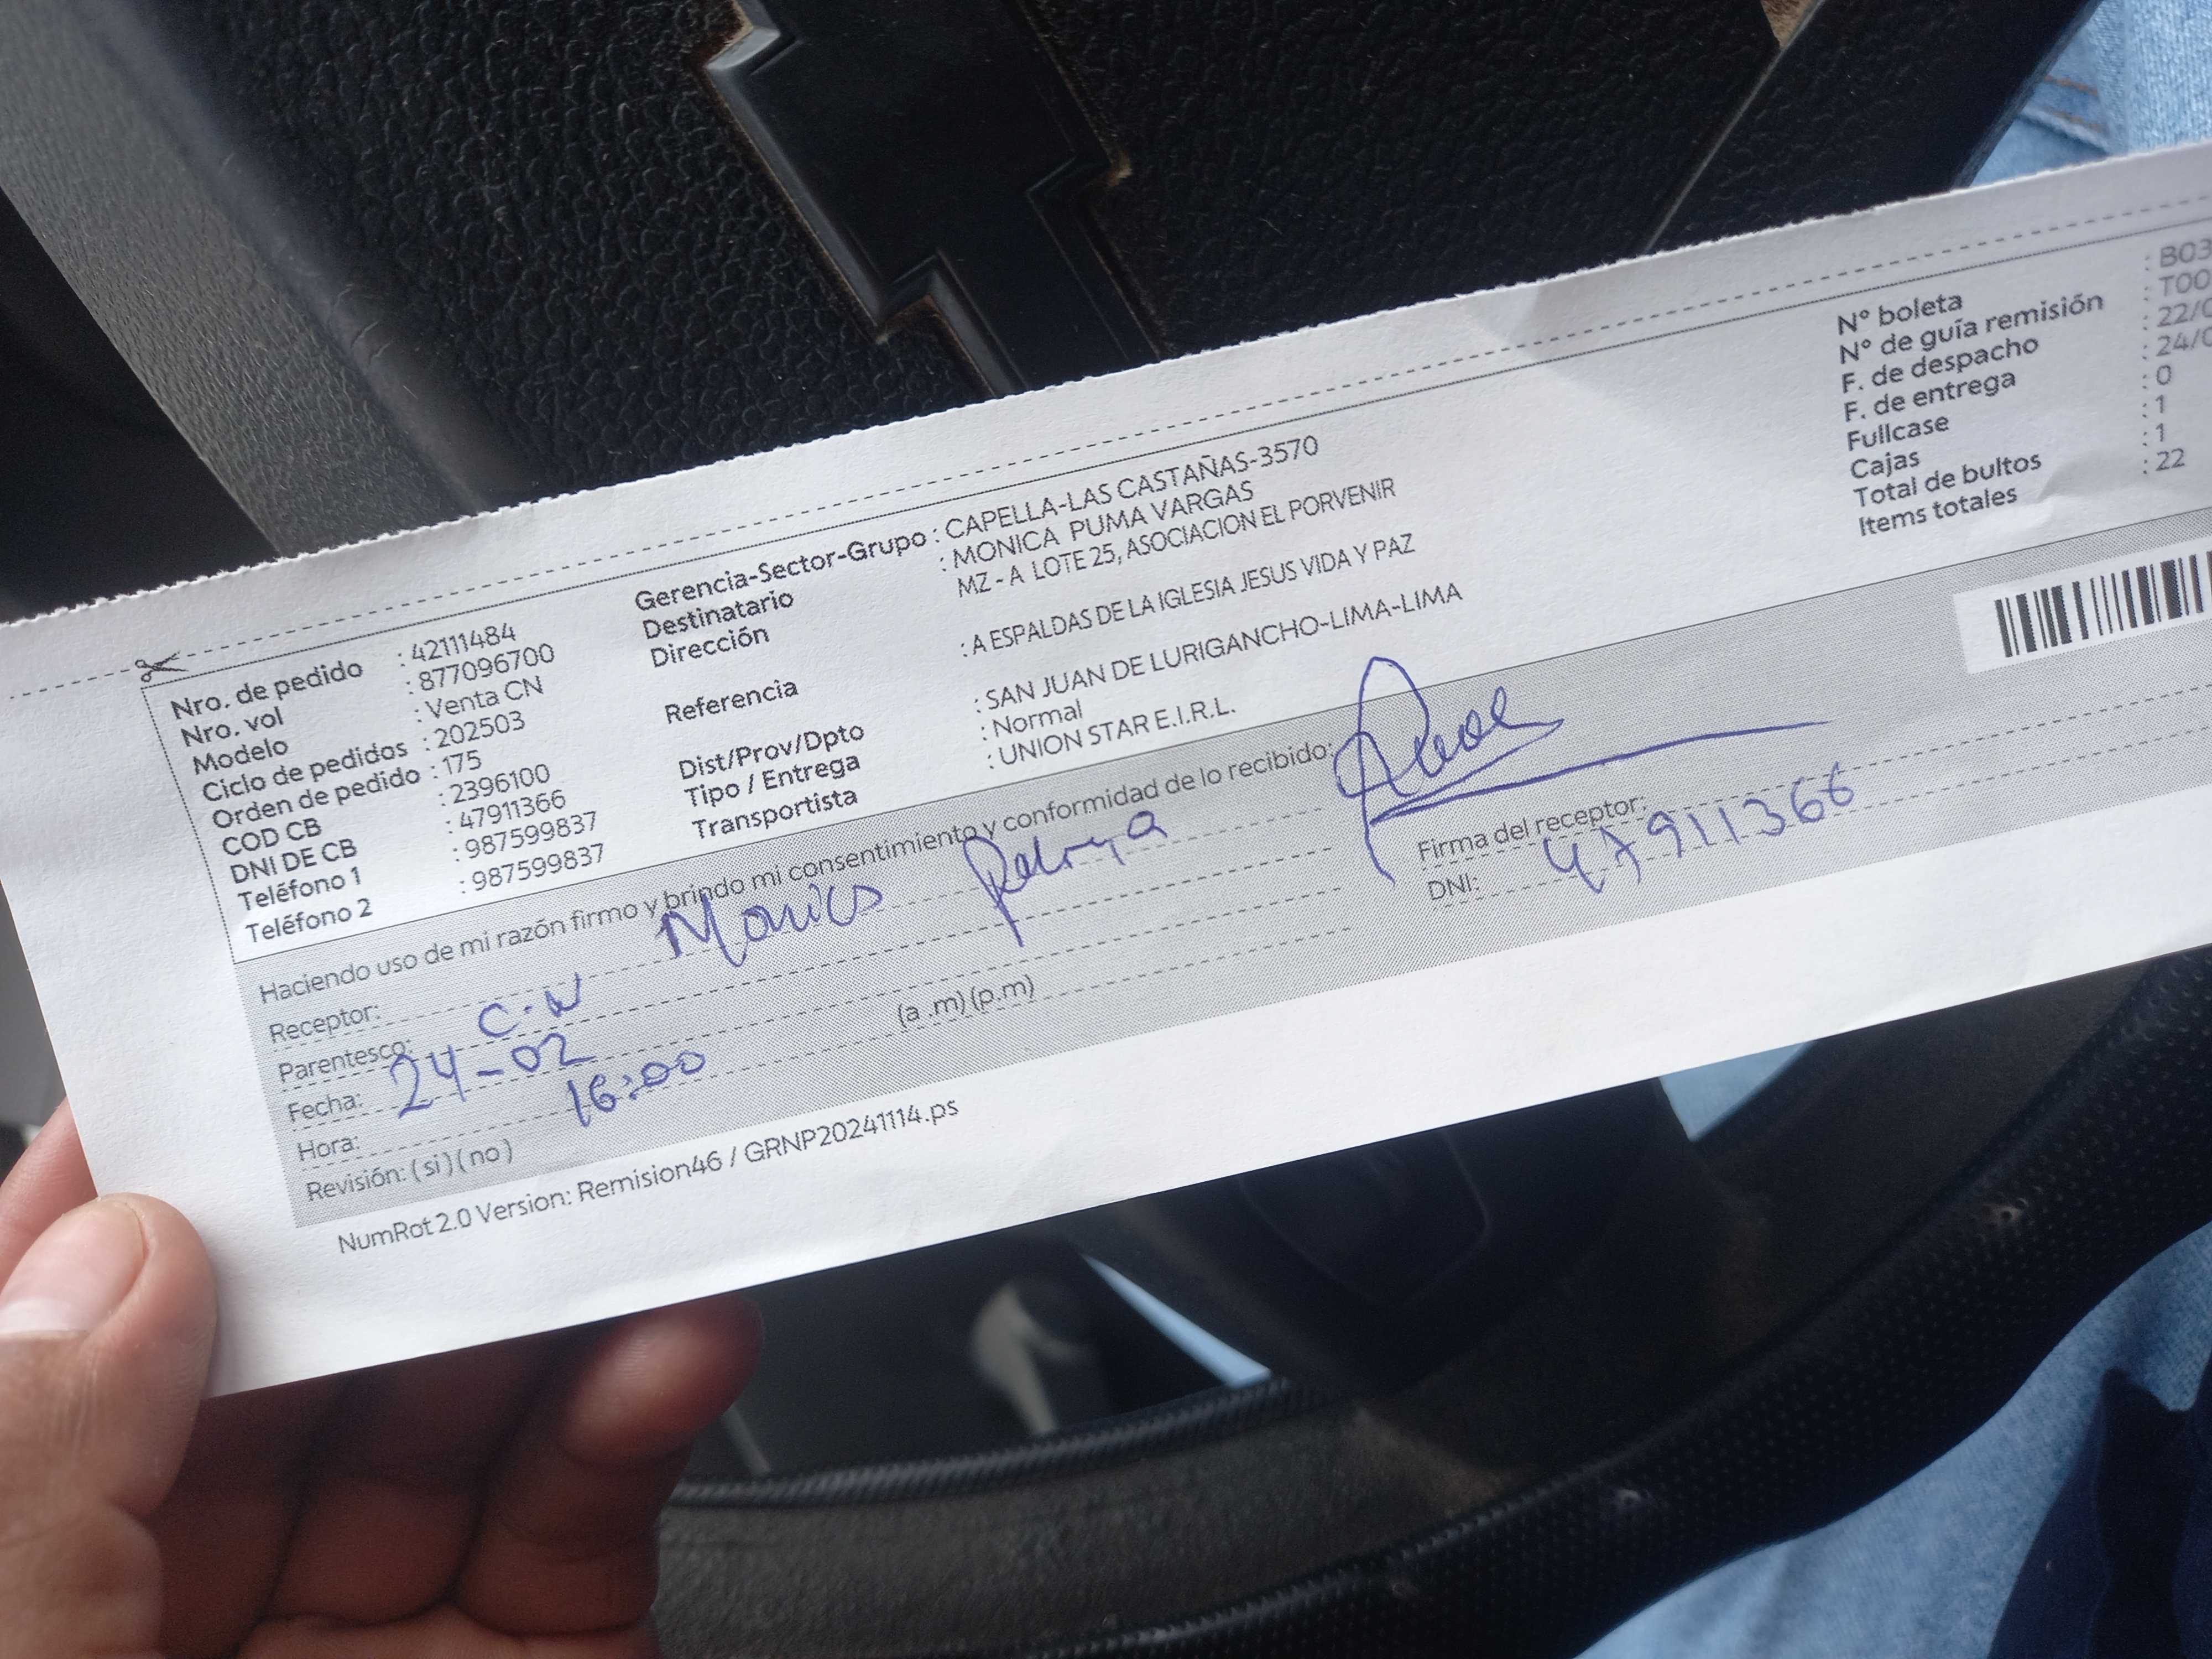 Nro. de pedido : 42111484
Nro. vol : 877096700
Modelo : Venta CN
Ciclo de pedidos : 202503
Orden de pedido : 175
COD CB : 2396100
DNI DE CB : 47911366
Teléfono 1 : 987599837
Teléfono 2 : 987599837
Gerencia-Sector-Grupo : CAPELLA-LAS CASTAÑAS-3570
Destinatario : MONICA PUMA VARGAS
Dirección MZ - A LOTE 25, ASOCIACION EL PORVENIR
Referencia : A ESPALDAS DE LA IGLESIA JESUS VIDA Y PAZ
Dist/Prov/Dpto : SAN JUAN DE LURIGANCHO-LIMA-LIMA
Tipo / Entrega : Normal
Transportista : UNION STAR E.I.R.L.
N° boleta : B03
N° de guía remisión : T00
F. de despacho : 22/0
F. de entrega : 24/0
Fullcase : 0
Cajas : 1
Total de bultos : 1
Items totales : 22
Haciendo uso de mi razón firmo y brindo mi consentimiento y conformidad de lo recibido:
Receptor: Monica
Parentesco: C.N
Fecha: 24-02
Hora: 16:00 (a .m) (p.m)
Revisión: ( si ) ( no )
Firma del receptor:
DNI: 47911366
NumRot 2.0 Version: Remision46 / GRNP20241114.ps